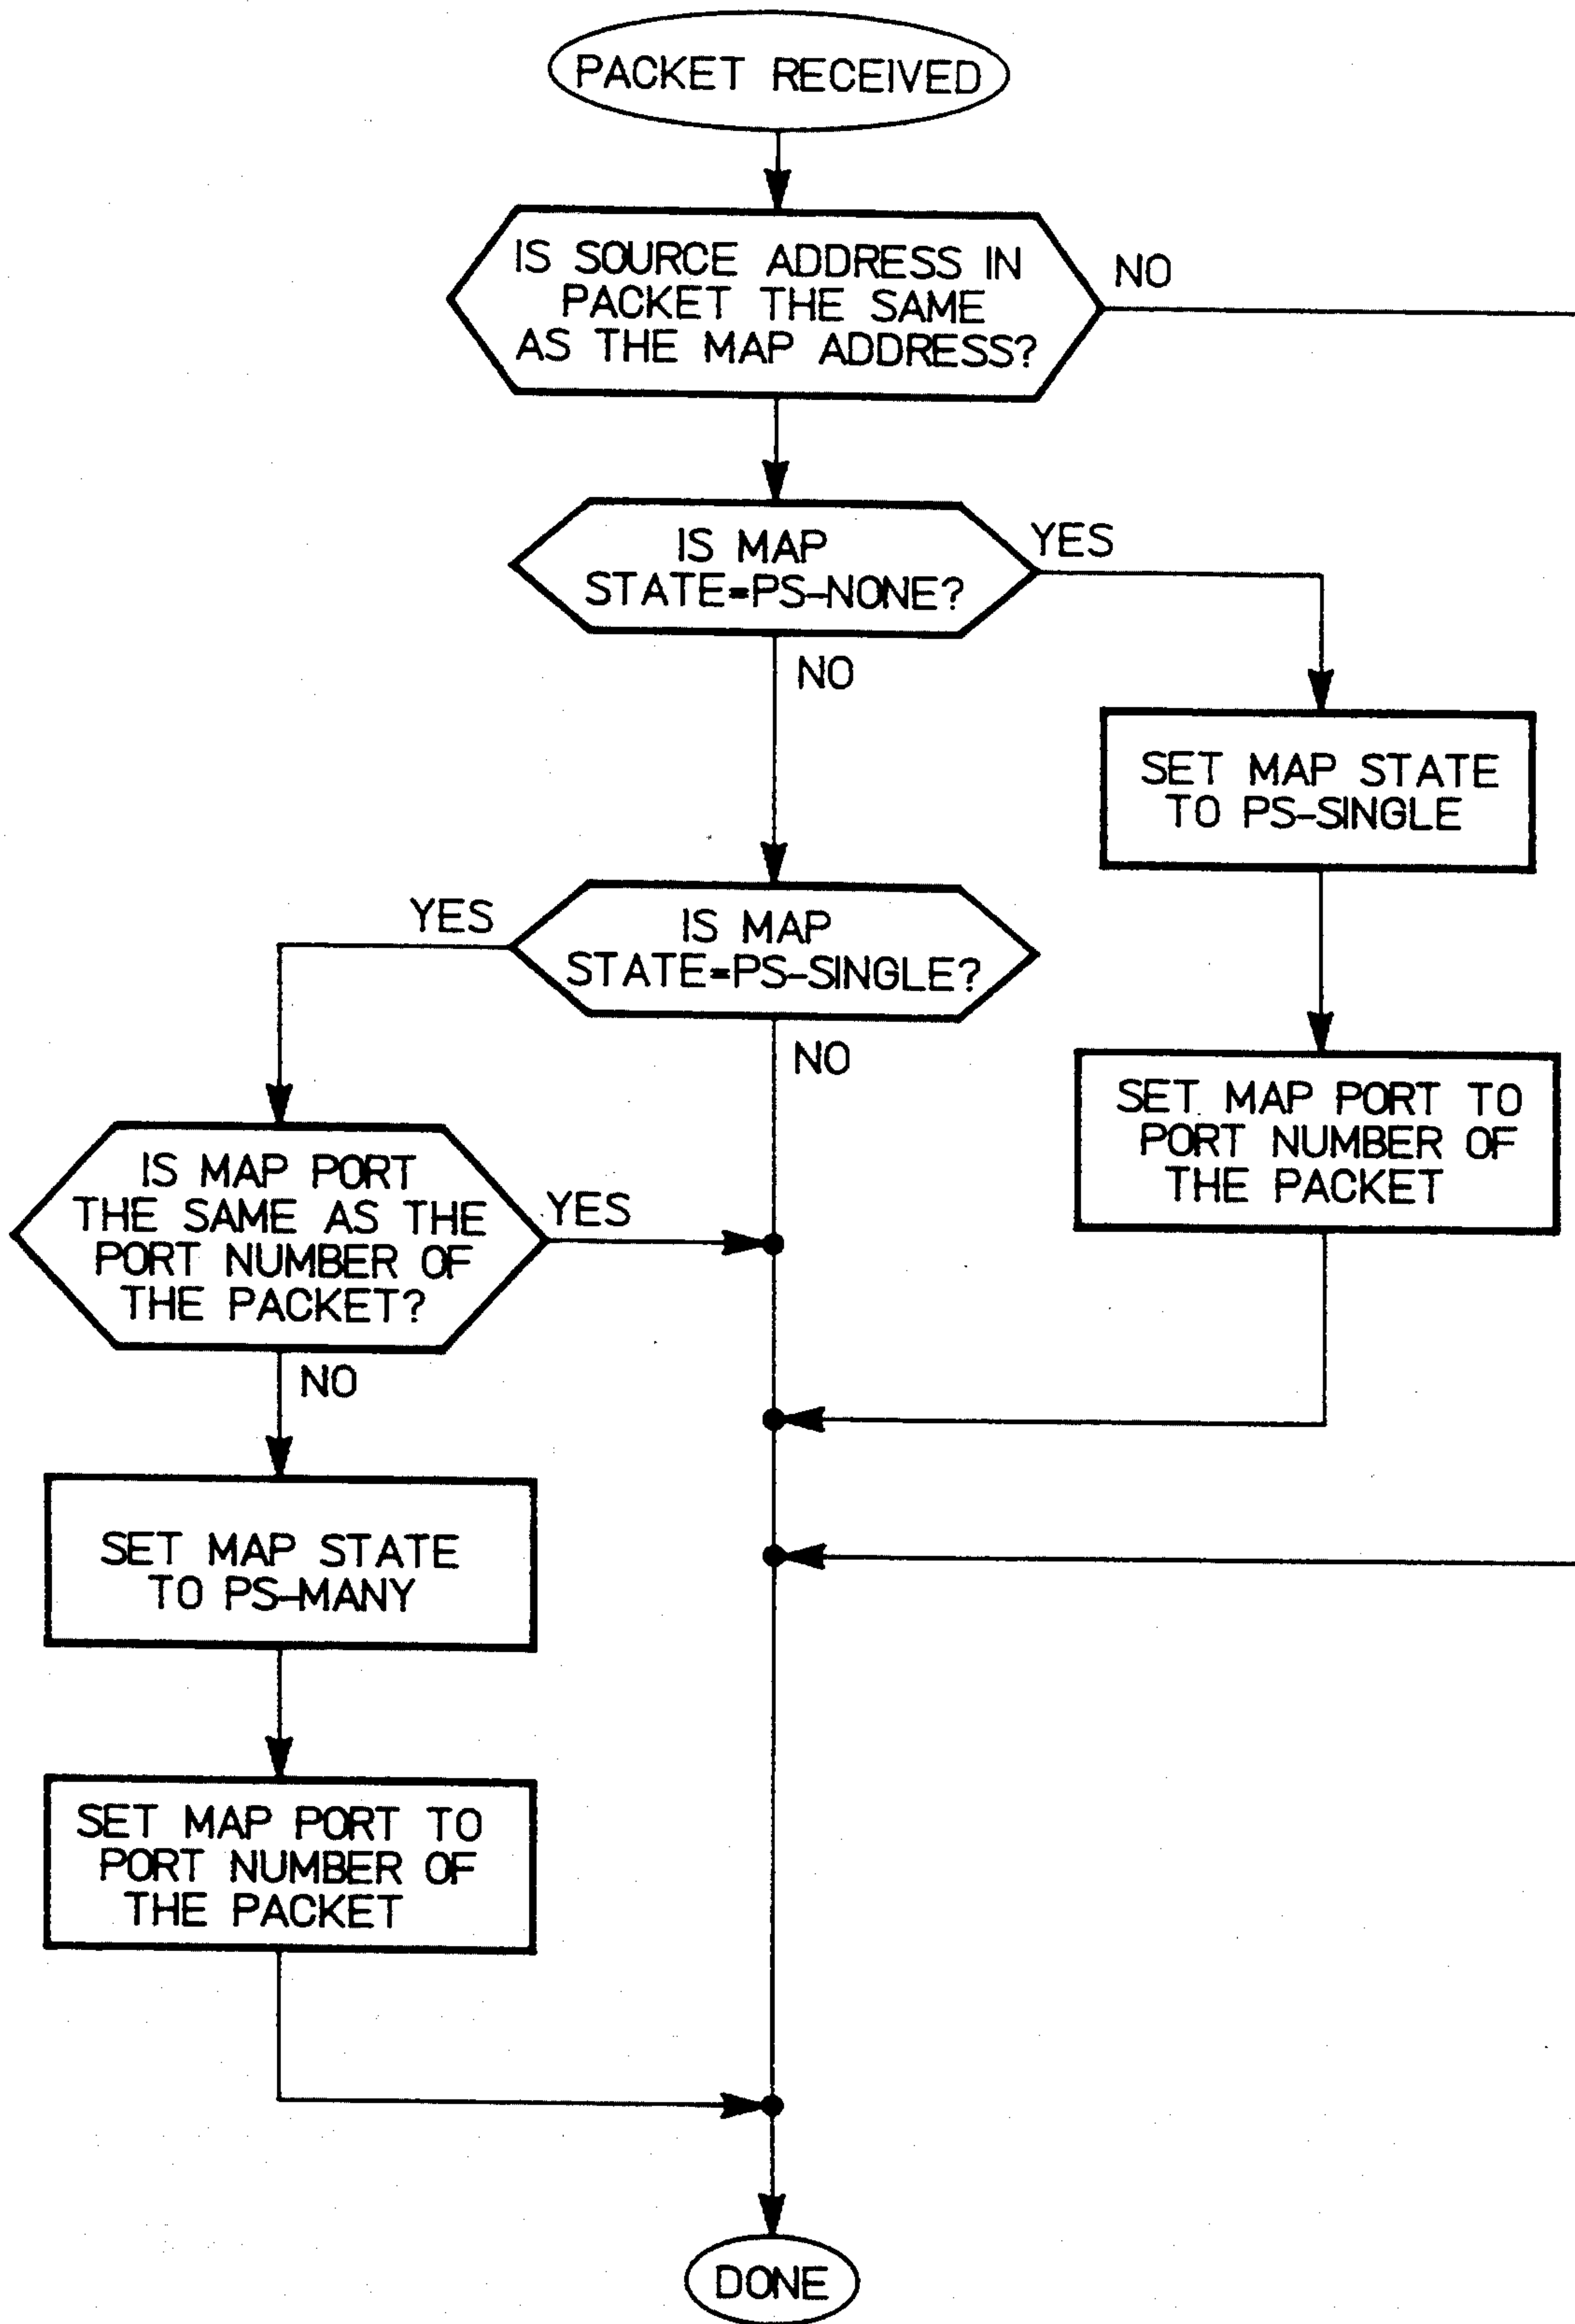 PACKET RECEIVED
IS SOURCE ADDRESS IN
PACKET THE SAME
AS THE MAP ADDRESS?
NO
IS MAP
STATE=PS-NONE?
YES
NO
SET MAP STATE
TO PS-SINGLE
YES
IS MAP
STATE=PS-SINGLE?
NO
SET MAP PORT TO
PORT NUMBER OF
THE PACKET
IS MAP PORT
THE SAME AS THE
PORT NUMBER OF
THE PACKET?
YES
NO
SET MAP STATE
TO PS-MANY
SET MAP PORT TO
PORT NUMBER OF
THE PACKET
DONE